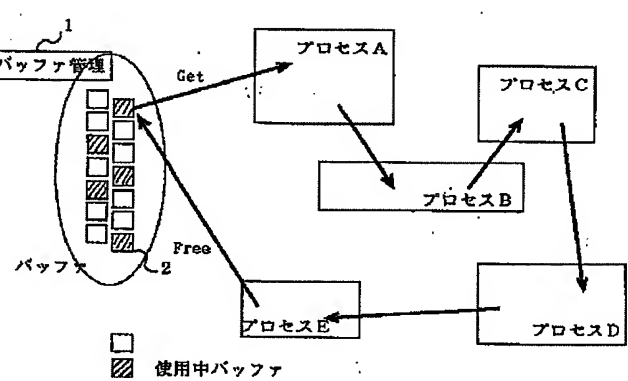 1
バッファ管理
Get
プロセスA
プロセスC
プロセスB
バッファ
2
Free
プロセスE
プロセスD
使用中バッファ